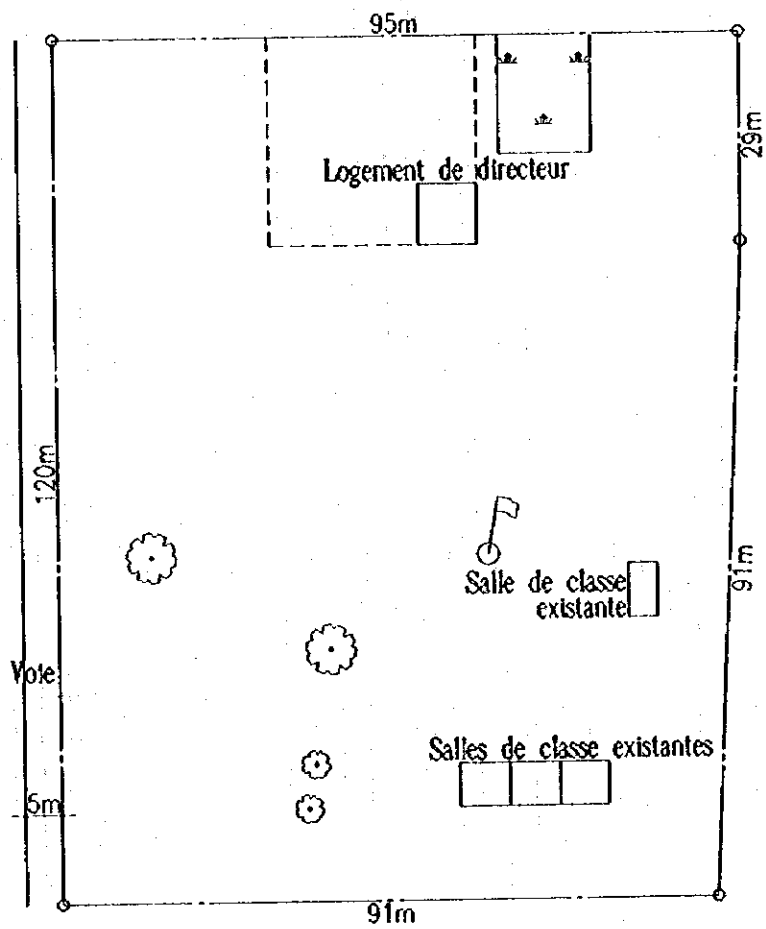 95m
29m
Logement de directeur
120m
Salle de classe
existante
91m
Voie
Salles de classe existantes
5m
91m